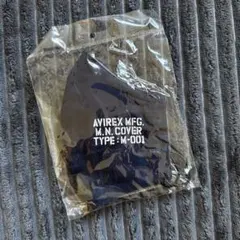 AVIREX MFG.
M.N. COVER
TYPE : M-001